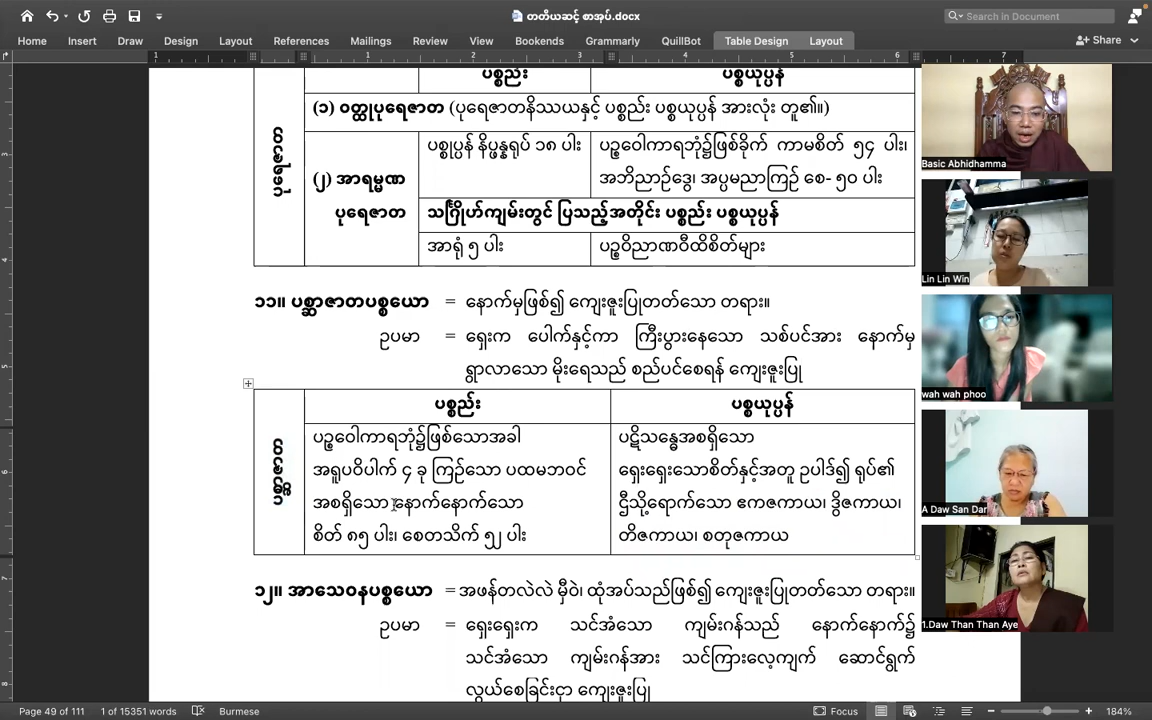 တတိယဆင့် စာအုပ်.docx
Search in Document
Home Insert Draw Design Layout References Mailings Review View Bookends Grammarly QuillBot Table Design Layout Share
ပစ္စည်း ပစ္စယုပ္ပန်
ပုရေဇာတ
(၁) ဝတ္ထုပုရေဇာတ (ပုရေဇာတနိဿယနှင့် ပစ္စည်း ပစ္စယုပ္ပန် အားလုံး တူ၏။)
(၂) အာရမ္မဏ
ပုရေဇာတ
ပစ္စုပ္ပန် နိပ္ဖန္နရုပ် ၁၈ ပါး
ပဉ္စဝေါကာရဘုံ၌ဖြစ်ခိုက် ကာမစိတ် ၅၄ ပါး၊
အဘိညာဉ်ဒွေ၊ အပ္ပမညာကြဉ် စေ- ၅၀ ပါး
သင်္ဂြိုဟ်ကျမ်းတွင် ပြသည့်အတိုင်း ပစ္စည်း ပစ္စယုပ္ပန်
အာရုံ ၅ ပါး ပဉ္စဝိညာဏဝီထိစိတ်များ
၁၁။ ပစ္ဆာဇာတပစ္စယော = နောက်မှဖြစ်၍ ကျေးဇူးပြုတတ်သော တရား။
ဥပမာ = ရှေးက ပေါက်နှင့်ကာ ကြီးပွားနေသော သစ်ပင်အား နောက်မှ
ရွာလာသော မိုးရေသည် စည်ပင်စေရန် ကျေးဇူးပြု
ပစ္ဆာဇာတ
ပစ္စည်း ပစ္စယုပ္ပန်
ပဉ္စဝေါကာရဘုံ၌ဖြစ်သောအခါ
အရူပဝိပါက် ၄ ခု ကြဉ်သော ပထမဘဝင်
အစရှိသော နောက်နောက်သော
စိတ် ၈၅ ပါး၊ စေတသိက် ၅၂ ပါး
ပဋိသန္ဓေအစရှိသော
ရှေးရှေးသောစိတ်နှင့်အတူ ဥပါဒ်၍ ရုပ်၏
ဌီသို့ရောက်သော ဧကဇကာယ၊ ဒွိဇကာယ၊
တိဇကာယ၊ စတုဇကာယ
၁၂။ အာသေဝနပစ္စယော = အဖန်တလဲလဲ မှီဝဲ၊ ထုံအပ်သည်ဖြစ်၍ ကျေးဇူးပြုတတ်သော တရား။
ဥပမာ = ရှေးရှေးက သင်အံသော ကျမ်းဂန်သည် နောက်နောက်၌
သင်အံသော ကျမ်းဂန်အား သင်ကြားလေ့ကျက် ဆောင်ရွက်
လွယ်စေခြင်းငှာ ကျေးဇူးပြု
Basic Abhidhamma
Lin Lin Win
wah wah phoo
A Daw San Dar
1.Daw Than Than Aye
Page 49 of 111 1 of 15351 words Burmese Focus 184%